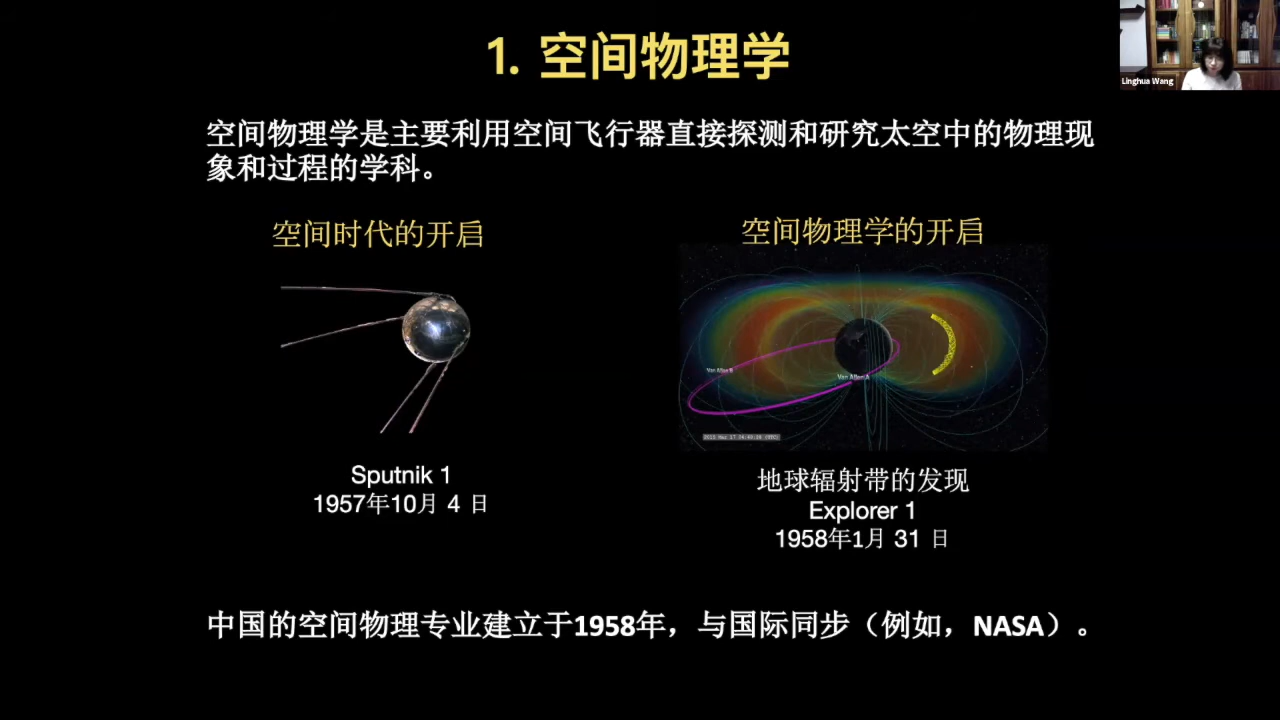 1. 空间物理学
Linghua Wang
空间物理学是主要利用空间飞行器直接探测和研究太空中的物理现
象和过程的学科。
空间时代的开启
空间物理学的开启
Van Allen B
Van Allen A
Sputnik 1
1957年10月 4 日
地球辐射带的发现
Explorer 1
1958年1月 31 日
中国的空间物理专业建立于1958年，与国际同步（例如，NASA）。